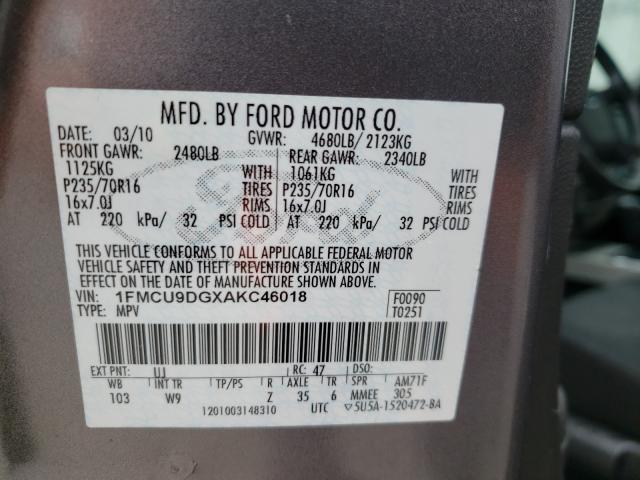 MFD. BY FORD MOTOR CO.
DATE: 03/10 GVWR: 4680LB/ 2123KG
FRONT GAWR: 2480LB REAR GAWR: 2340LB
1125KG WITH 1061KG WITH
P235/70R16 TIRES P235/70R16 TIRES
16x7.0J RIMS 16x7.0J RIMS
AT 220 kPa/ 32 PSI COLD AT 220 kPa/ 32 PSI COLD
THIS VEHICLE CONFORMS TO ALL APPLICABLE FEDERAL MOTOR
VEHICLE SAFETY AND THEFT PREVENTION STANDARDS IN
EFFECT ON THE DATE OF MANUFACTURE SHOWN ABOVE.
VIN: 1FMCU9DGXAKC46018 F0090
TYPE: MPV T0251
EXT PNT: UJ RC: 47 DSO:
WB INT TR TP/PS R AXLE TR SPR AM71F
103 W9 Z 35 6 MMEE 305
1201003148310 UTC ▽5U5A-1520472-BA
Ford